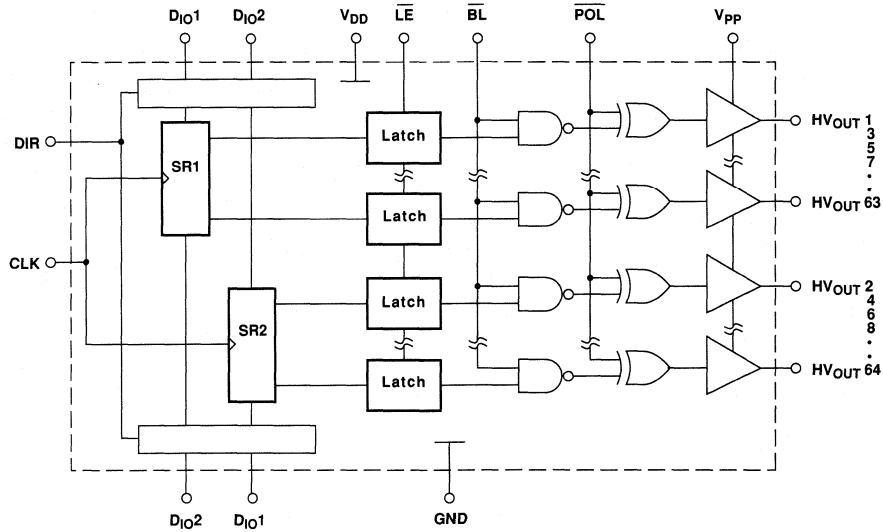 DIO1 DIO2 VDD LE BL POL VPP
DIR
SR1
Latch
HVOUT 1
3
5
7
•
•
Latch
HVOUT 63
CLK
SR2
Latch
HVOUT 2
4
6
8
•
•
Latch
HVOUT 64
DIO2 DIO1 GND